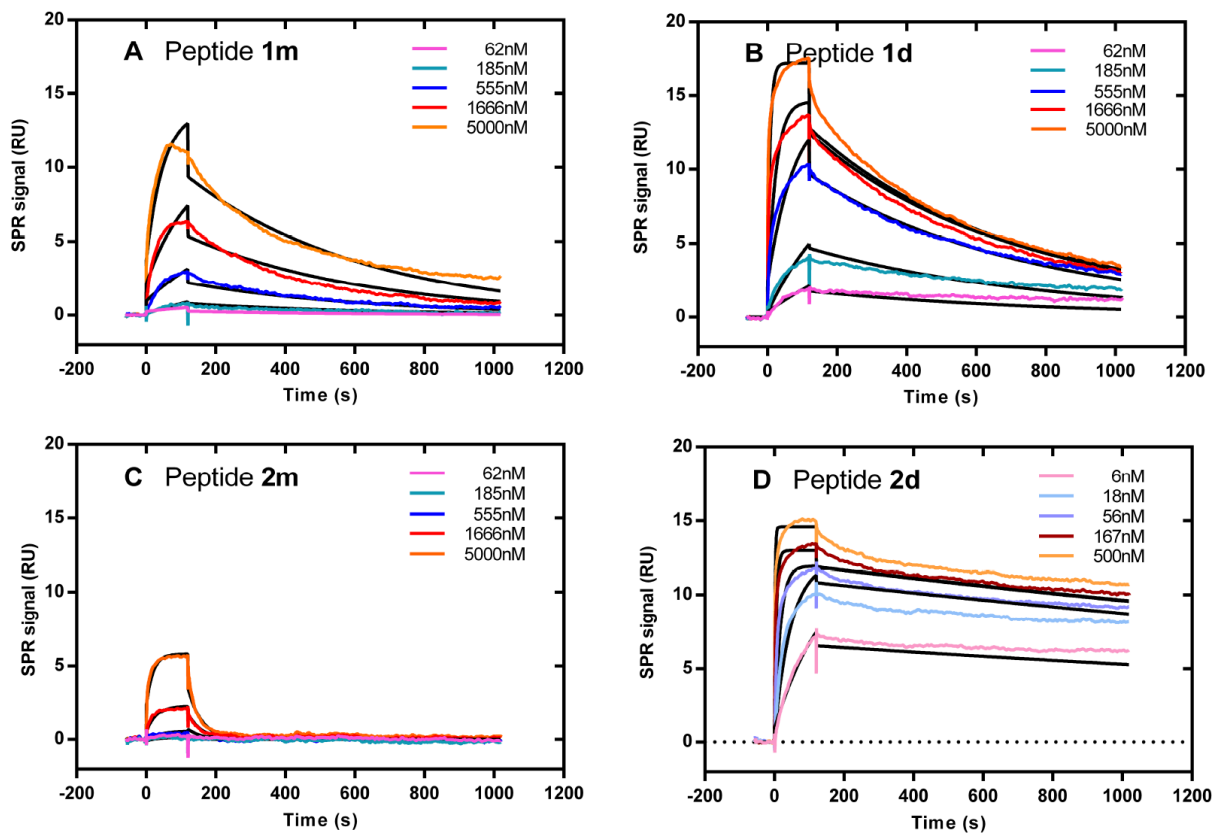 A Peptide 1m
62nM
185nM
555nM
1666nM
5000nM
SPR signal (RU)
20
15
10
5
0
-200 0 200 400 600 800 1000 1200
Time (s)
B Peptide 1d
62nM
185nM
555nM
1666nM
5000nM
SPR signal (RU)
20
15
10
5
0
-200 0 200 400 600 800 1000 1200
Time (s)
C Peptide 2m
62nM
185nM
555nM
1666nM
5000nM
SPR signal (RU)
20
15
10
5
0
-200 0 200 400 600 800 1000 1200
Time (s)
D Peptide 2d
6nM
18nM
56nM
167nM
500nM
SPR signal (RU)
20
15
10
5
0
-200 0 200 400 600 800 1000 1200
Time (s)